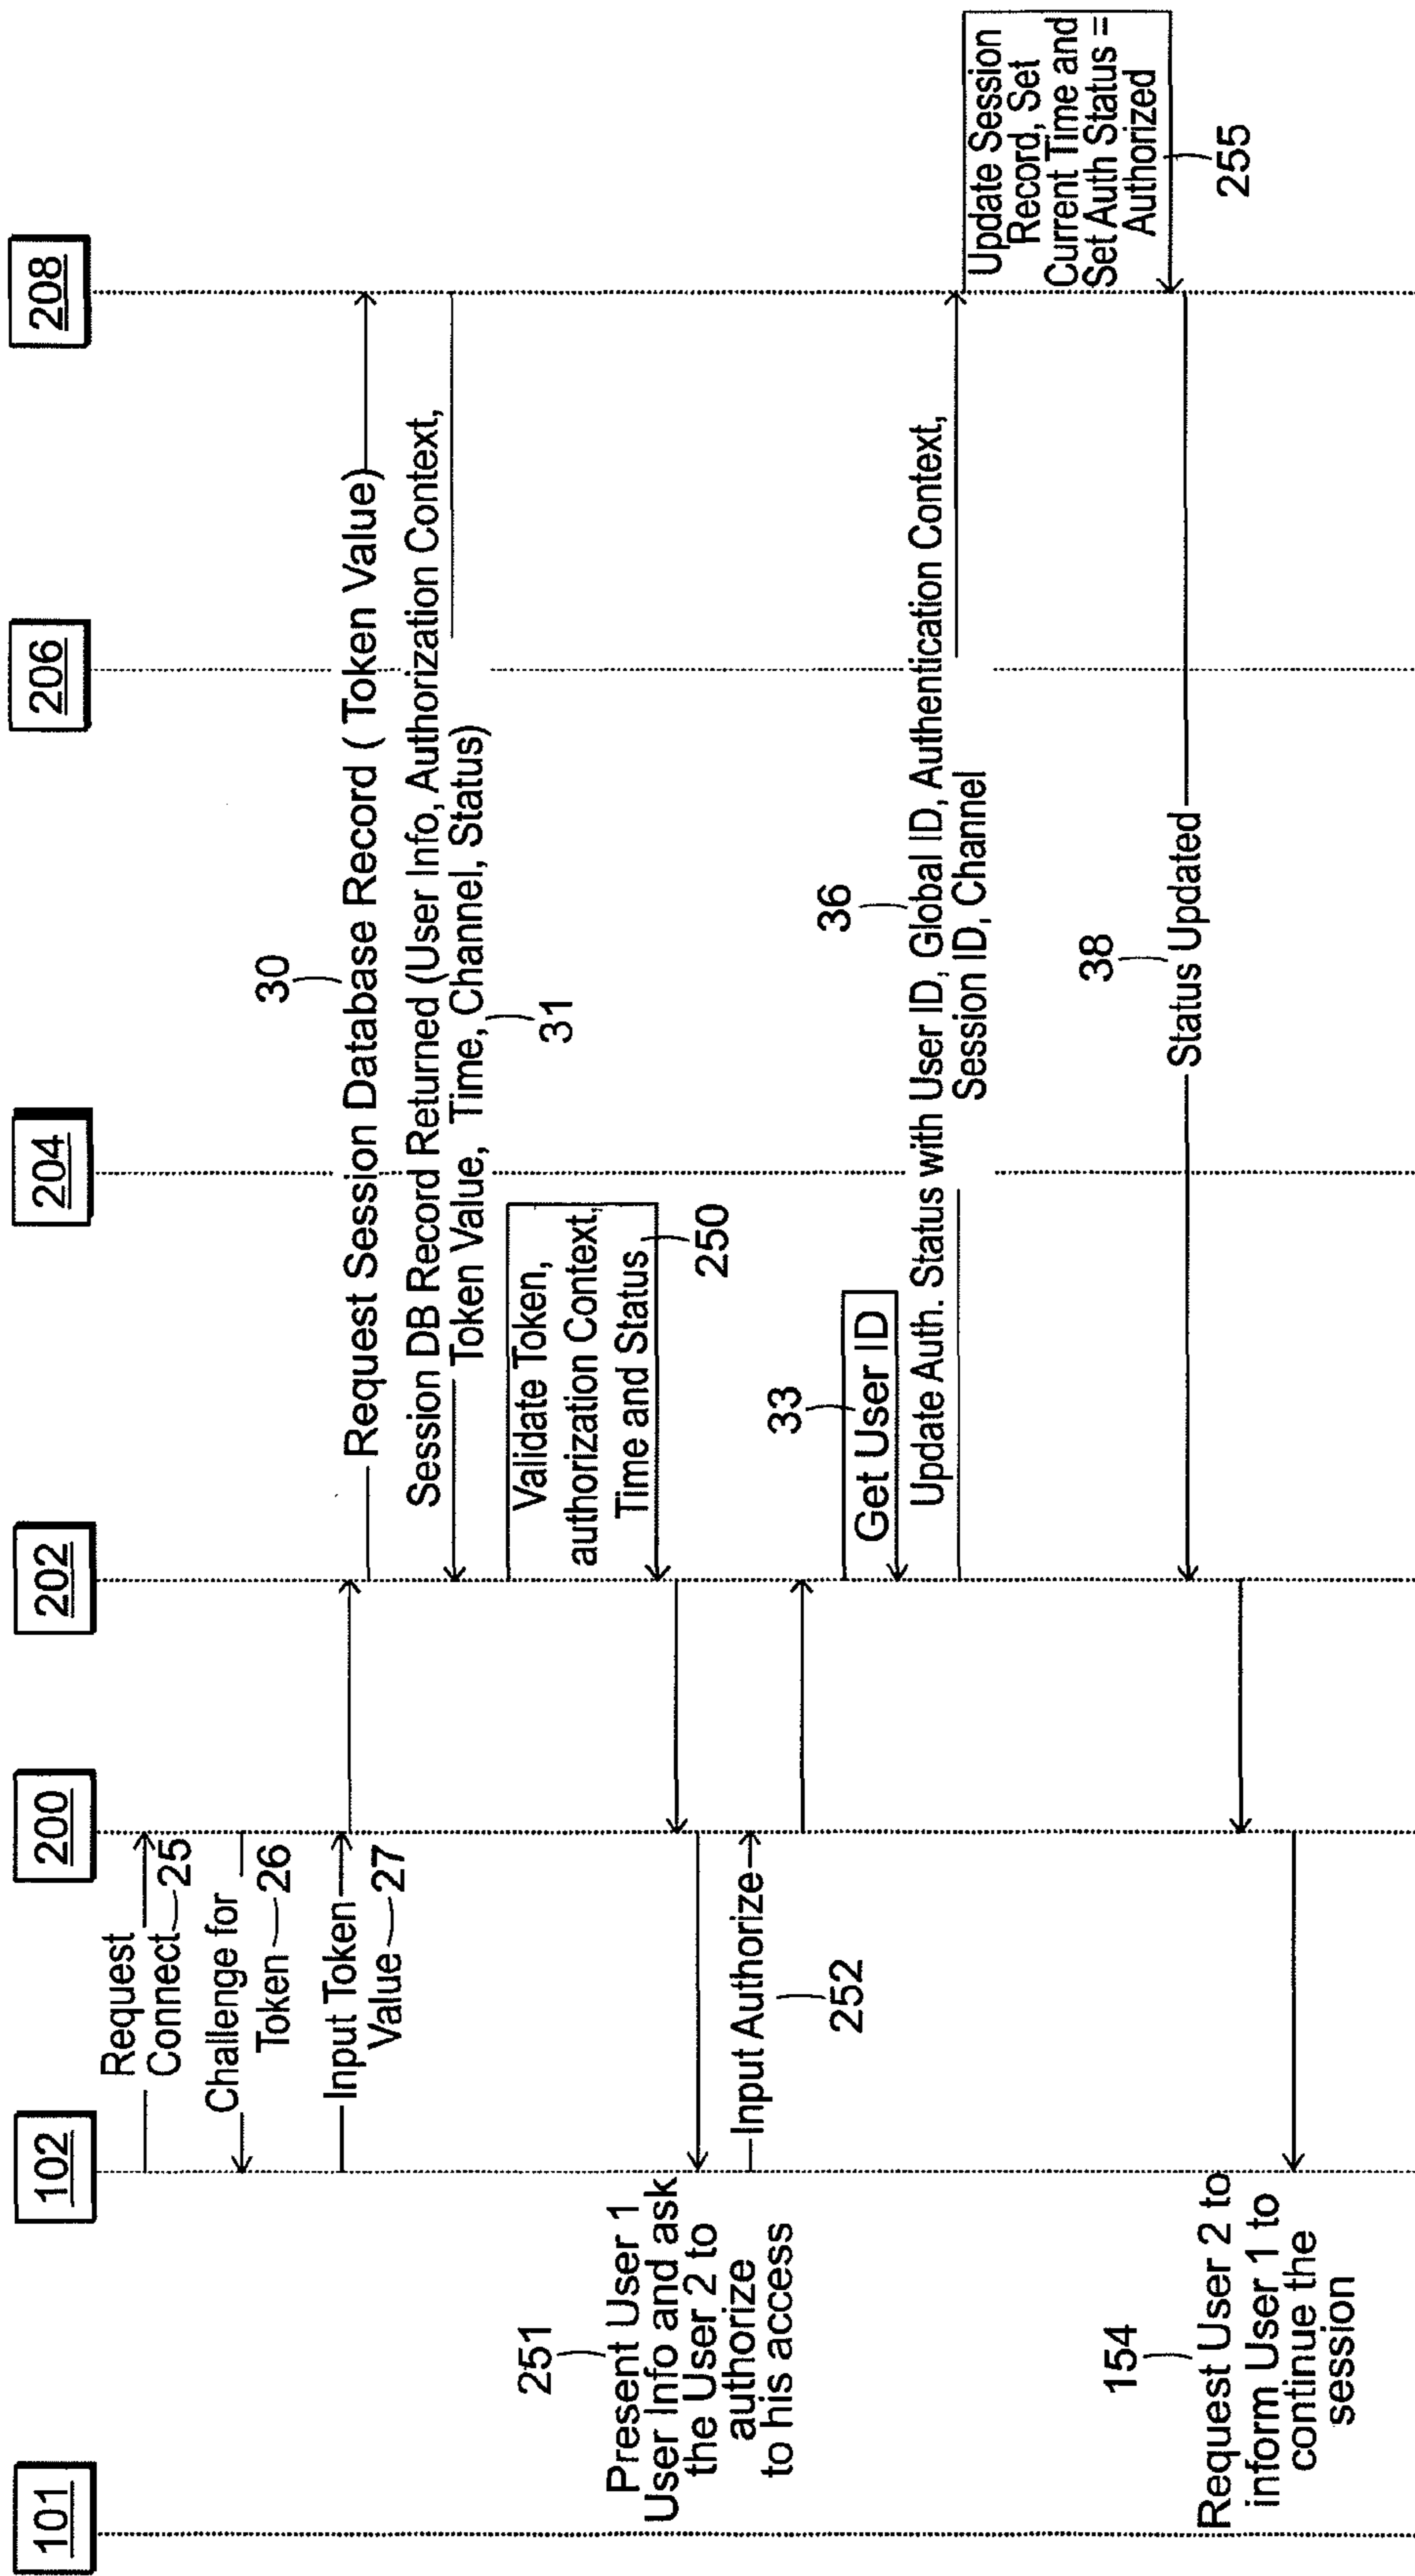 101
102
200
202
204
206
208
Request
Connect 25
Challenge for
Token 26
Input Token
Value 27
30
Request Session Database Record ( Token Value)
Session DB Record Returned (User Info, Authorization Context,
Token Value, Time, Channel, Status)
31
Validate Token,
authorization Context,
Time and Status
250
251
Present User 1
User Info and ask
the User 2 to
authorize
to his access
Input Authorize
252
33
Get User ID
36
Update Auth. Status with User ID, Global ID, Authentication Context,
Session ID, Channel
Update Session
Record, Set
Current Time and
Set Auth Status =
Authorized
255
38
Status Updated
154
Request User 2 to
inform User 1 to
continue the
session